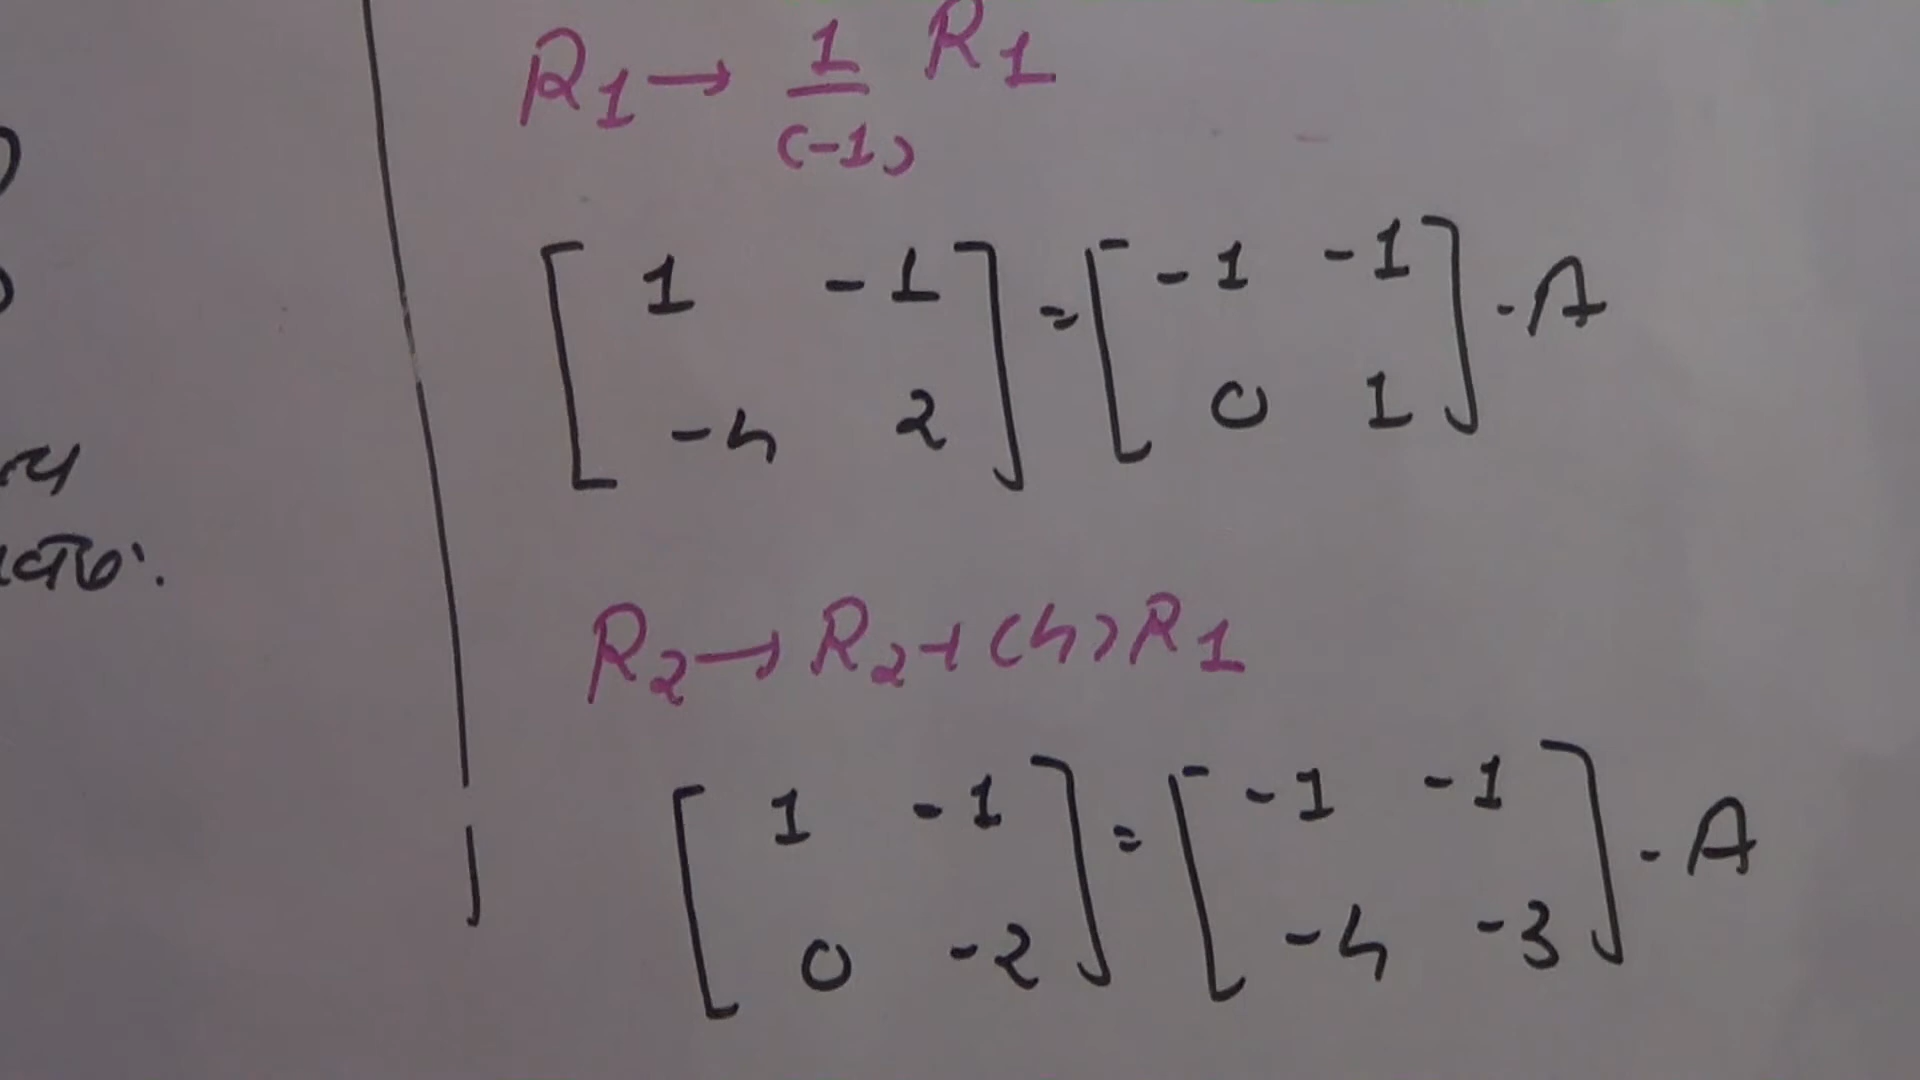 R1 → 1/(-1) R1
[ 1 -1 ] = [ -1 -1 ] . A
[ -4 2 ] [ 0 1 ]
R2 → R2 + (4) R1
[ 1 -1 ] = [ -1 -1 ] . A
[ 0 -2 ] [ -4 -3 ]